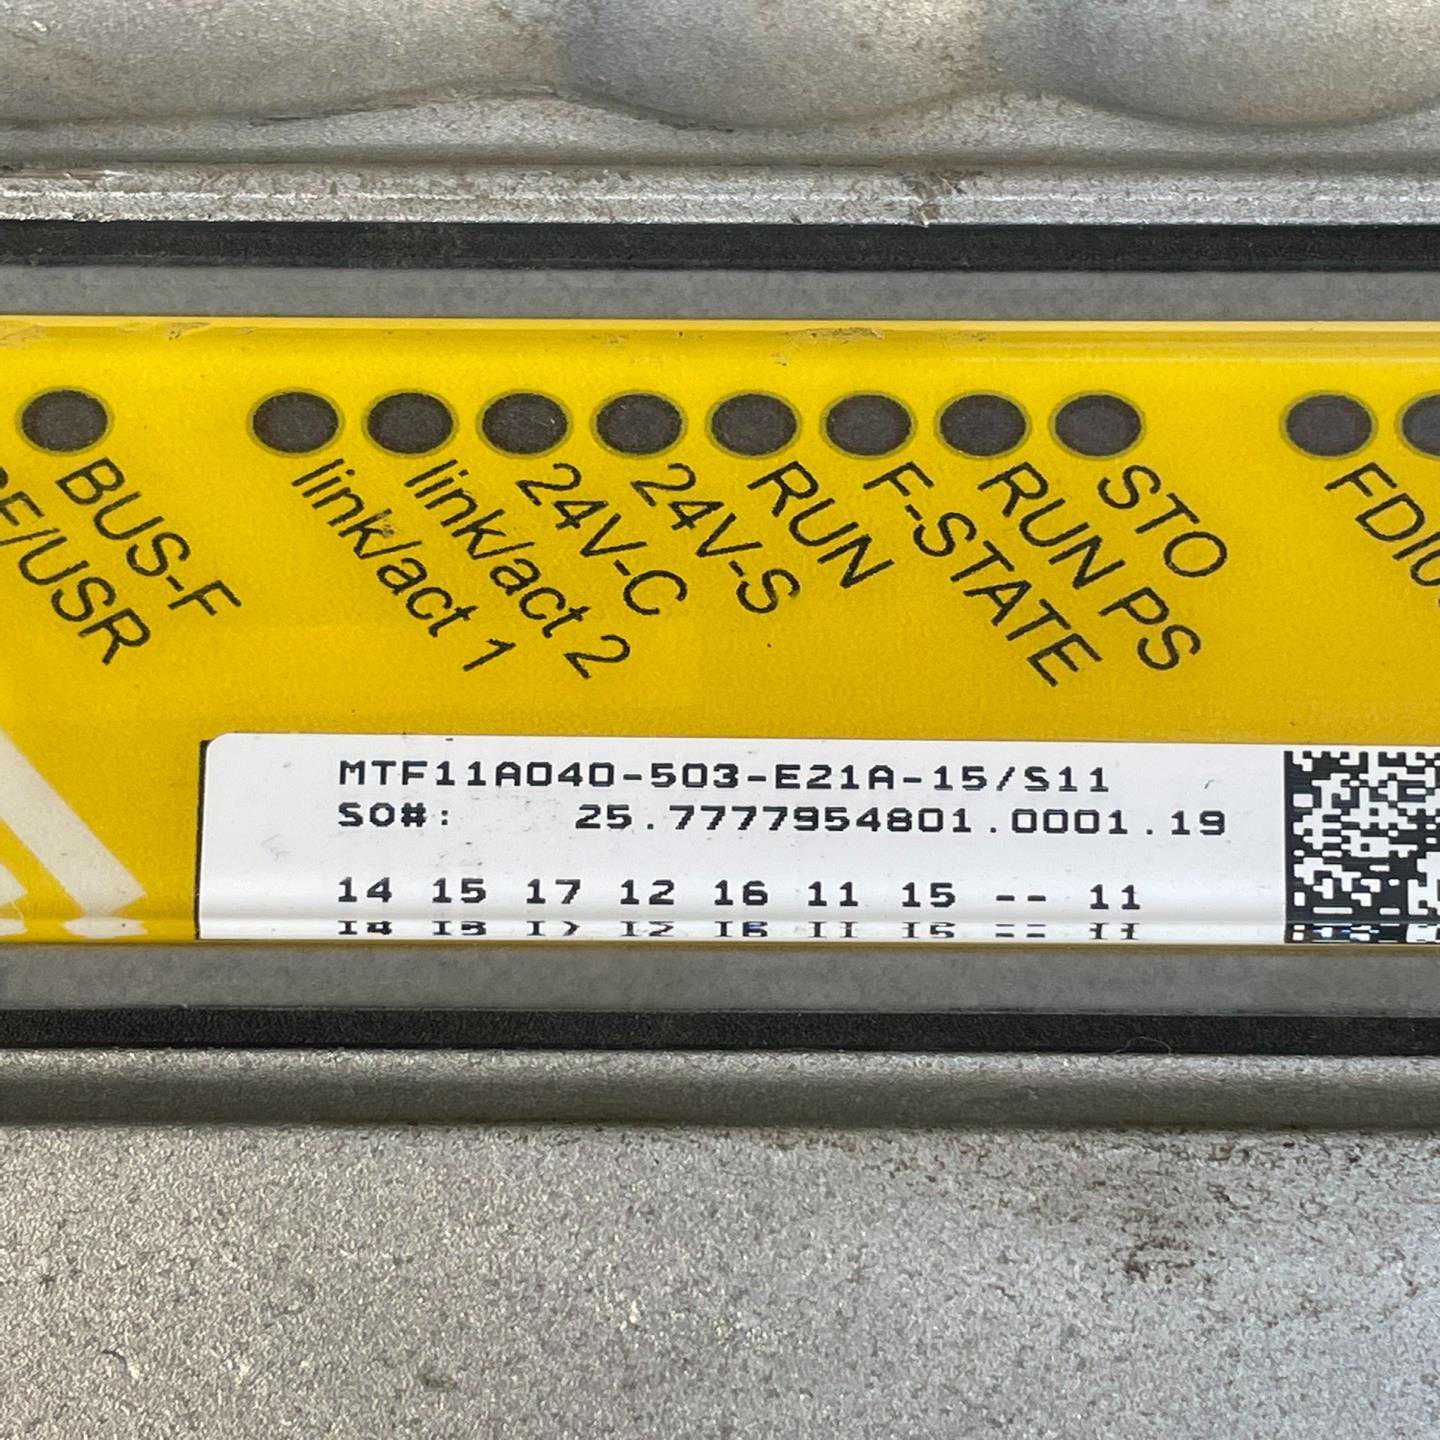 BF/USR
BUS-F
link/act 1
link/act 2
24V-C
24V-S
RUN
F-STATE
RUN PS
STO
MTF11A040-503-E21A-15/S11
SO#: 25.7777954801.0001.19
14 15 17 12 16 11 15 -- 11